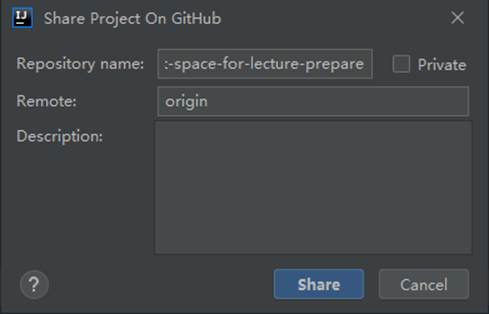 IJ
Share Project On GitHub
Repository name: :-space-for-lecture-prepare Private
Remote: origin
Description:
? Share Cancel